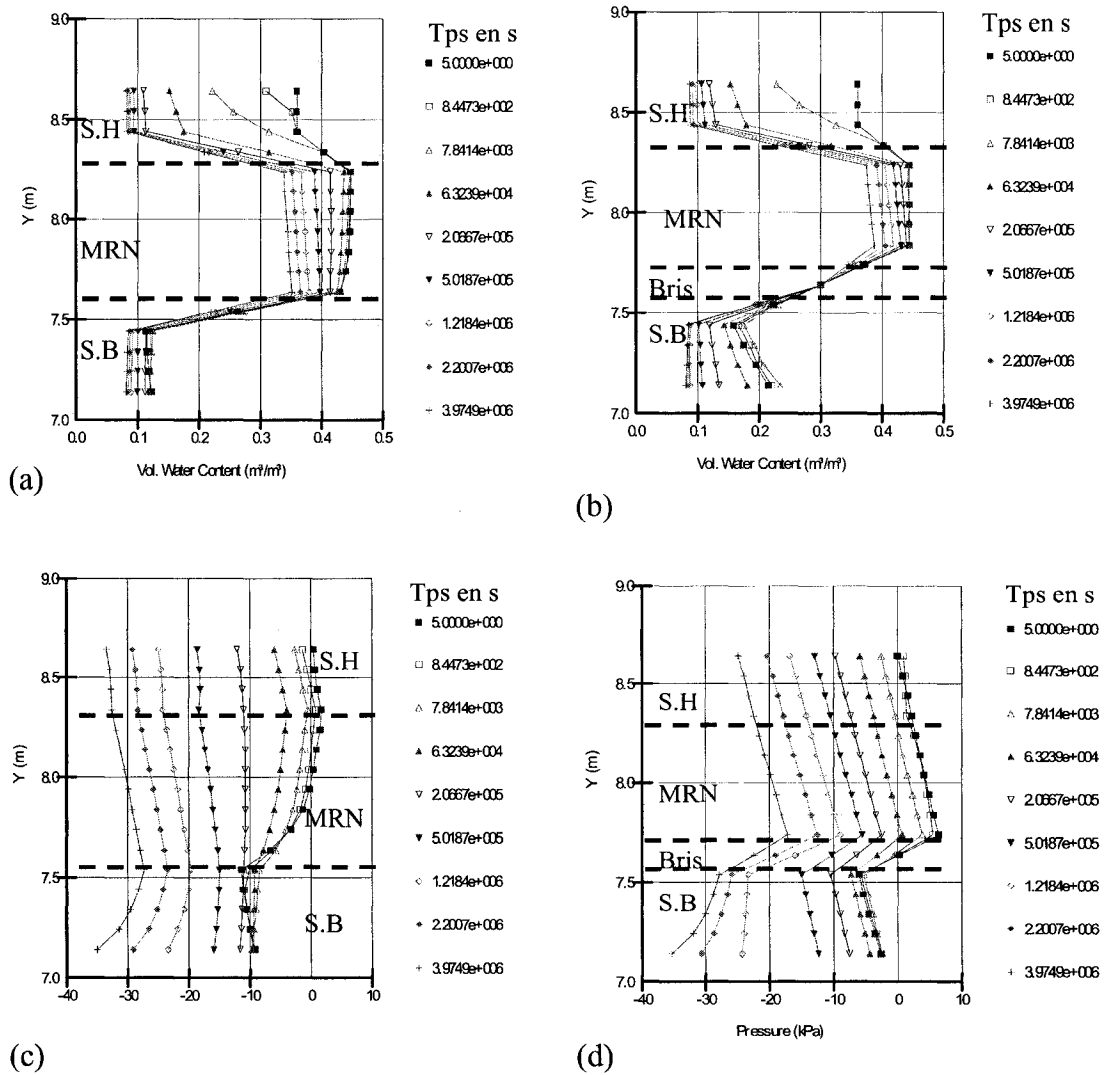 9.0
8.5
8.0
7.5
7.0
Y (m)
S.H
MRN
S.B
0.0
0.1
0.2
0.3
0.4
0.5
Vol. Water Content (m³/m³)
Tps en s
5.0000e+000
8.4473e+002
7.8414e+003
6.3239e+004
2.0667e+005
5.0187e+005
1.2184e+006
2.2007e+006
3.9749e+006
(a)
9.0
8.5
8.0
7.5
7.0
Y (m)
S.H
MRN
Bris
S.B
0.0
0.1
0.2
0.3
0.4
0.5
Vol. Water Content (m³/m³)
Tps en s
5.0000e+000
8.4473e+002
7.8414e+003
6.3239e+004
2.0667e+005
5.0187e+005
1.2184e+006
2.2007e+006
3.9749e+006
(b)
9.0
8.5
8.0
7.5
7.0
Y (m)
S.H
MRN
S.B
-40
-30
-20
-10
0
10
Tps en s
5.0000e+000
8.4473e+002
7.8414e+003
6.3239e+004
2.0667e+005
5.0187e+005
1.2184e+006
2.2007e+006
3.9749e+006
(c)
9.0
8.5
8.0
7.5
7.0
Y (m)
S.H
MRN
Bris
S.B
-40
-30
-20
-10
0
10
Pressure (kPa)
Tps en s
5.0000e+000
8.4473e+002
7.8414e+003
6.3239e+004
2.0667e+005
5.0187e+005
1.2184e+006
2.2007e+006
3.9749e+006
(d)